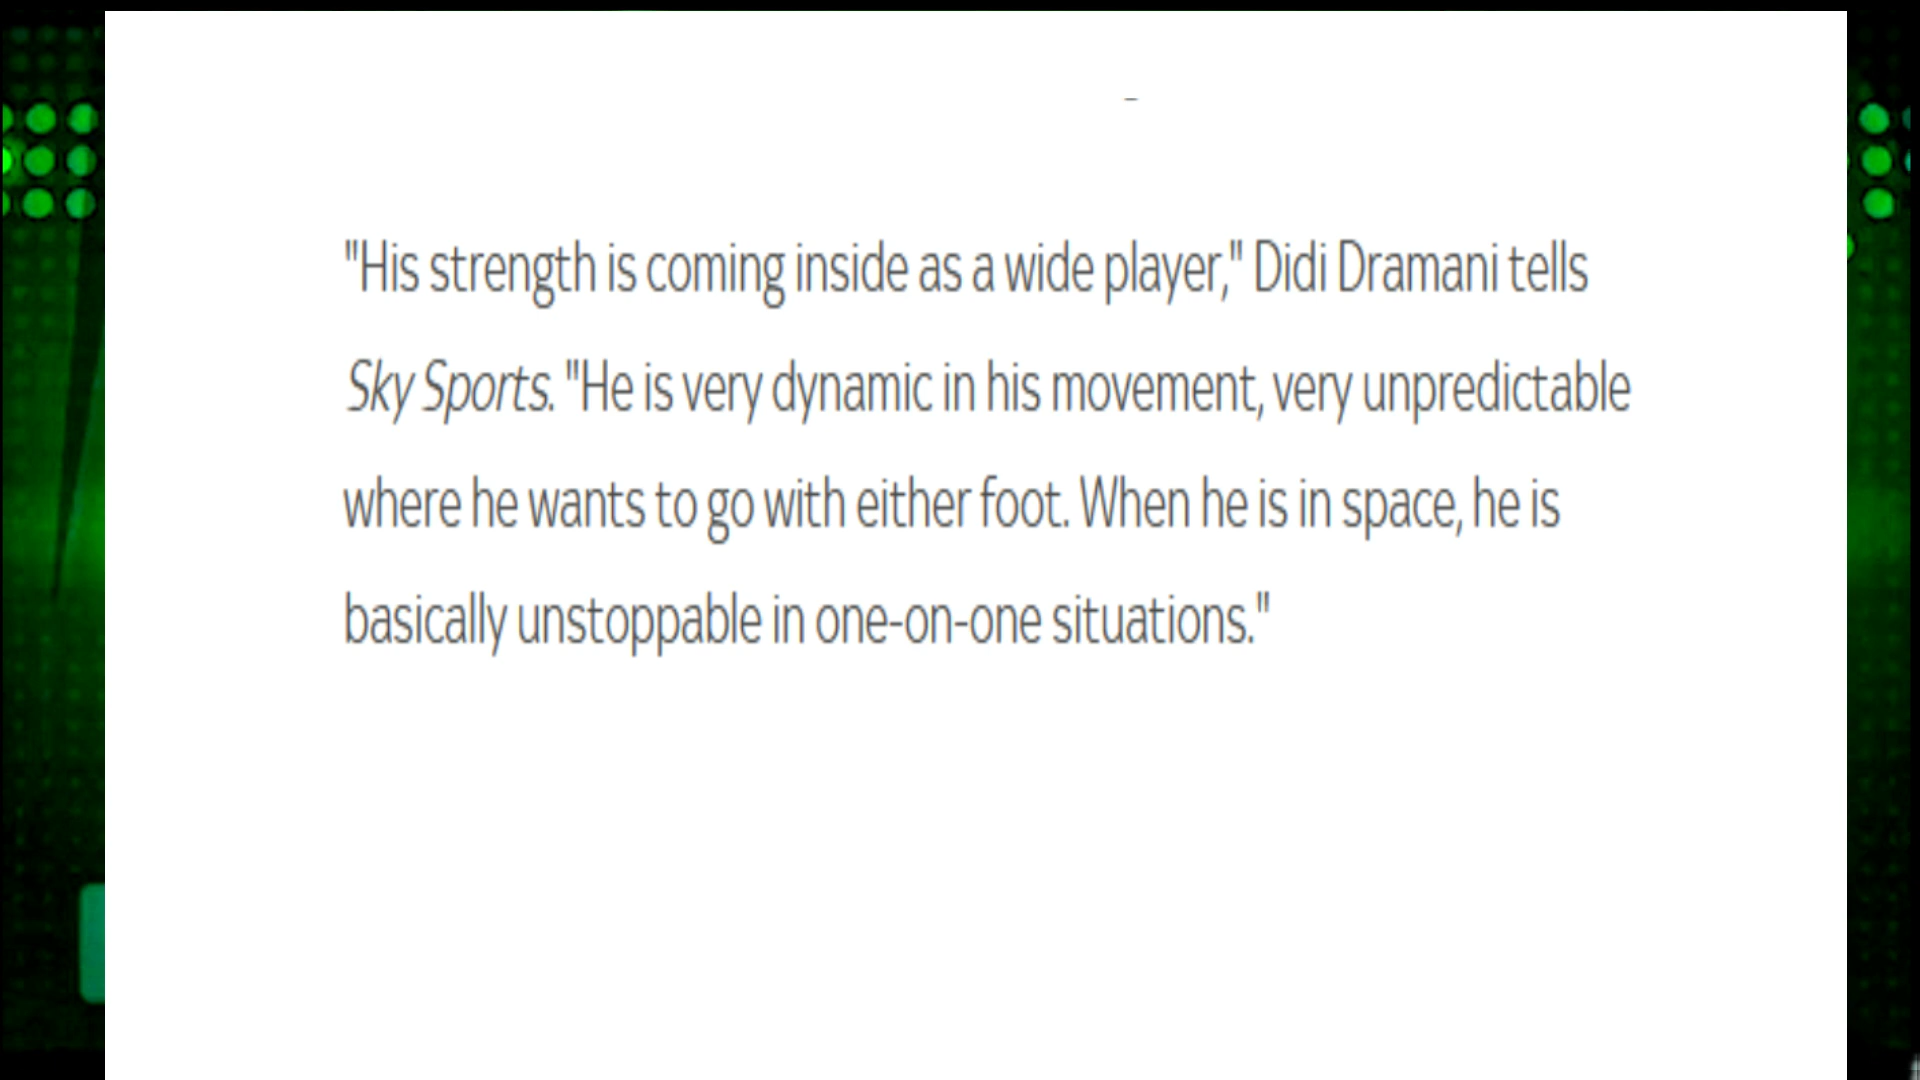 "His strength is coming inside as a wide player," Didi Dramani tells
Sky Sports. "He is very dynamic in his movement, very unpredictable
where he wants to go with either foot. When he is in space, he is
basically unstoppable in one-on-one situations."